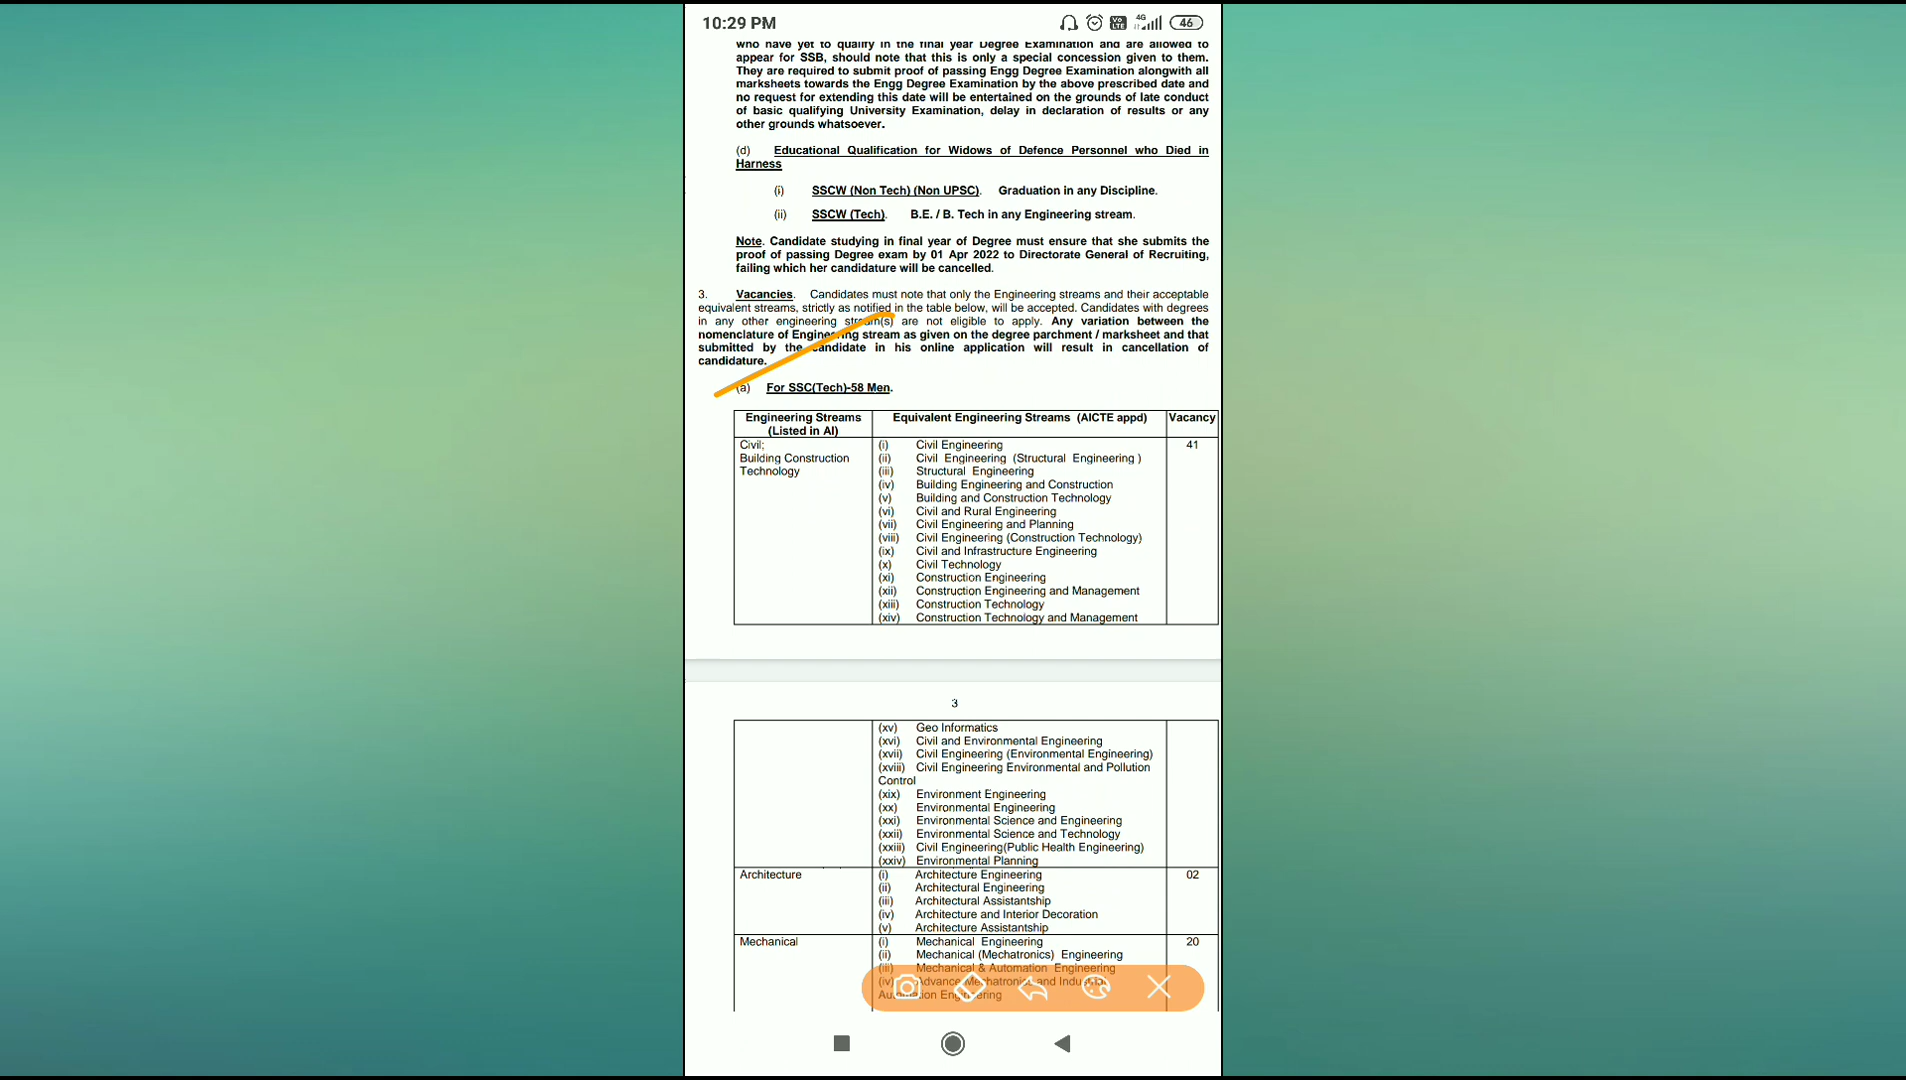 10:29 PM
4G
Vo LTE
46
who have yet to qualify in the final year Degree Examination and are allowed to
appear for SSB, should note that this is only a special concession given to them.
They are required to submit proof of passing Engg Degree Examination alongwith all
marksheets towards the Engg Degree Examination by the above prescribed date and
no request for extending this date will be entertained on the grounds of late conduct
of basic qualifying University Examination, delay in declaration of results or any
other grounds whatsoever.
(d) Educational Qualification for Widows of Defence Personnel who Died in
Harness
(i) SSCW (Non Tech) (Non UPSC). Graduation in any Discipline.
(ii) SSCW (Tech). B.E. / B. Tech in any Engineering stream.
Note. Candidate studying in final year of Degree must ensure that she submits the
proof of passing Degree exam by 01 Apr 2022 to Directorate General of Recruiting,
failing which her candidature will be cancelled.
3. Vacancies. Candidates must note that only the Engineering streams and their acceptable
equivalent streams, strictly as notified in the table below, will be accepted. Candidates with degrees
in any other engineering stream(s) are not eligible to apply. Any variation between the
nomenclature of Engineering stream as given on the degree parchment / marksheet and that
submitted by the candidate in his online application will result in cancellation of
candidature.
(a) For SSC(Tech)-58 Men.
Engineering Streams (Listed in AI) Equivalent Engineering Streams (AICTE appd) Vacancy
Civil; (i) Civil Engineering 41
Building Construction (ii) Civil Engineering (Structural Engineering )
Technology (iii) Structural Engineering
(iv) Building Engineering and Construction
(v) Building and Construction Technology
(vi) Civil and Rural Engineering
(vii) Civil Engineering and Planning
(viii) Civil Engineering (Construction Technology)
(ix) Civil and Infrastructure Engineering
(x) Civil Technology
(xi) Construction Engineering
(xii) Construction Engineering and Management
(xiii) Construction Technology
(xiv) Construction Technology and Management
3
(xv) Geo Informatics
(xvi) Civil and Environmental Engineering
(xvii) Civil Engineering (Environmental Engineering)
(xviii) Civil Engineering Environmental and Pollution
Control
(xix) Environment Engineering
(xx) Environmental Engineering
(xxi) Environmental Science and Engineering
(xxii) Environmental Science and Technology
(xxiii) Civil Engineering(Public Health Engineering)
(xxiv) Environmental Planning
Architecture (i) Architecture Engineering 02
(ii) Architectural Engineering
(iii) Architectural Assistantship
(iv) Architecture and Interior Decoration
(v) Architecture Assistantship
Mechanical (i) Mechanical Engineering 20
(ii) Mechanical (Mechatronics) Engineering
(iii) Mechanical & Automation Engineering
(iv) Advance Mechatronics and Industrial
Automation Engineering